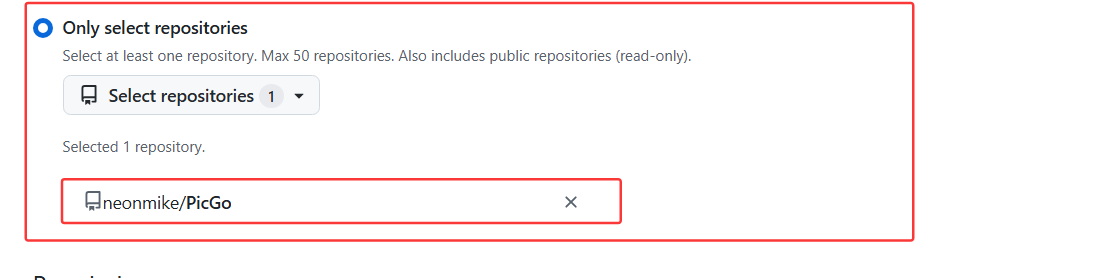 Only select repositories
Select at least one repository. Max 50 repositories. Also includes public repositories (read-only).
Select repositories 1
Selected 1 repository.
neonmike/PicGo